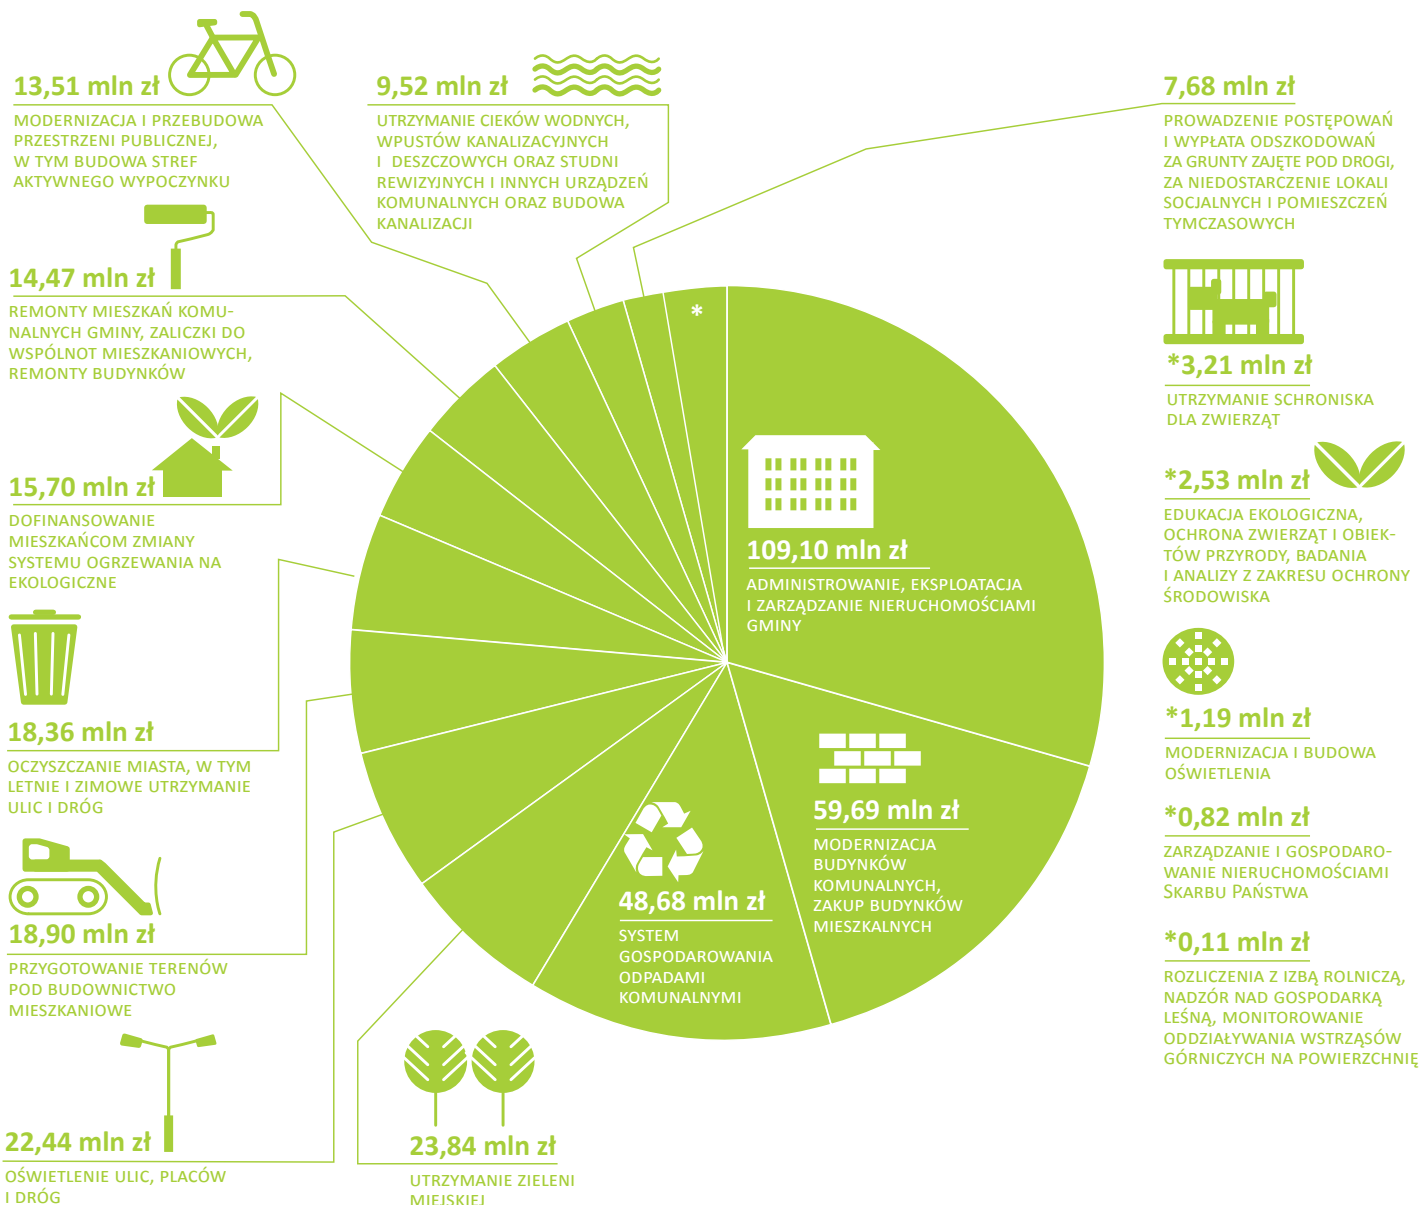 13,51 mln zł
MODERNIZACJA I PRZEBUDOWA
PRZESTRZENI PUBLICZNEJ,
W TYM BUDOWA STREF
AKTYWNEGO WYPOCZYNKU
9,52 mln zł
UTRZYMANIE CIEKÓW WODNYCH,
WPUSTÓW KANALIZACYJNYCH
I DESZCZOWYCH ORAZ STUDNI
REWIZYJNYCH I INNYCH URZĄDZEŃ
KOMUNALNYCH ORAZ BUDOWA
KANALIZACJI
7,68 mln zł
PROWADZENIE POSTĘPOWAŃ
I WYPŁATA ODSZKODOWAŃ
ZA GRUNTY ZAJĘTE POD DROGI,
ZA NIEDOSTARCZENIE LOKALI
SOCJALNYCH I POMIESZCZEŃ
TYMCZASOWYCH
14,47 mln zł
REMONTY MIESZKAŃ KOMU-
NALNYCH GMINY, ZALICZKI DO
WSPÓLNOT MIESZKANIOWYCH,
REMONTY BUDYNKÓW
15,70 mln zł
DOFINANSOWANIE
MIESZKAŃCOM ZMIANY
SYSTEMU OGRZEWANIA NA
EKOLOGICZNE
18,36 mln zł
OCZYSZCZANIE MIASTA, W TYM
LETNIE I ZIMOWE UTRZYMANIE
ULIC I DRÓG
18,90 mln zł
PRZYGOTOWANIE TERENÓW
POD BUDOWNICTWO
MIESZKANIOWE
22,44 mln zł
OŚWIETLENIE ULIC, PLACÓW
I DRÓG
23,84 mln zł
UTRZYMANIE ZIELENI
MIEJSKIEJ
*
109,10 mln zł
ADMINISTROWANIE, EKSPLOATACJA
I ZARZĄDZANIE NIERUCHOMOŚCIAMI
GMINY
59,69 mln zł
MODERNIZACJA
BUDYNKÓW
KOMUNALNYCH,
ZAKUP BUDYNKÓW
MIESZKALNYCH
48,68 mln zł
SYSTEM
GOSPODAROWANIA
ODPADAMI
KOMUNALNYMI
*3,21 mln zł
UTRZYMANIE SCHRONISKA
DLA ZWIERZĄT
*2,53 mln zł
EDUKACJA EKOLOGICZNA,
OCHRONA ZWIERZĄT I OBIEK-
TÓW PRZYRODY, BADANIA
I ANALIZY Z ZAKRESU OCHRONY
ŚRODOWISKA
*1,19 mln zł
MODERNIZACJA I BUDOWA
OŚWIETLENIA
*0,82 mln zł
ZARZĄDZANIE I GOSPODARO-
WANIE NIERUCHOMOŚCIAMI
SKARBU PAŃSTWA
*0,11 mln zł
ROZLICZENIA Z IZBĄ ROLNICZĄ,
NADZÓR NAD GOSPODARKĄ
LEŚNĄ, MONITOROWANIE
ODDZIAŁYWANIA WSTRZĄSÓW
GÓRNICZYCH NA POWIERZCHNIĘ